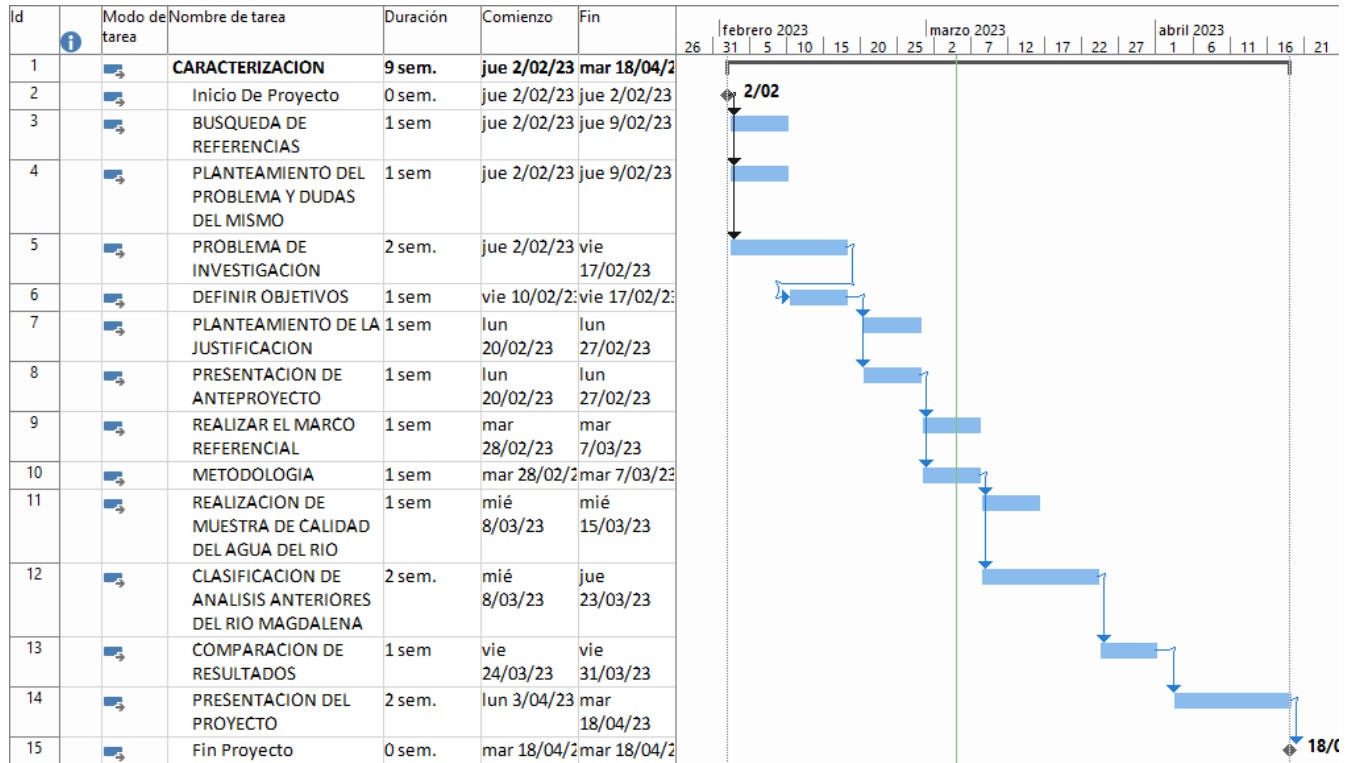 Id Modo de Nombre de tarea Duración Comienzo Fin
tarea
febrero 2023 marzo 2023 abril 2023
26 31 5 10 15 20 25 2 7 12 17 22 27 1 6 11 16 21
1 CARACTERIZACION 9 sem. jue 2/02/23 mar 18/04/2
2 Inicio De Proyecto 0 sem. jue 2/02/23 jue 2/02/23 2/02
3 BUSQUEDA DE 1 sem jue 2/02/23 jue 9/02/23
REFERENCIAS
4 PLANTEAMIENTO DEL 1 sem jue 2/02/23 jue 9/02/23
PROBLEMA Y DUDAS
DEL MISMO
5 PROBLEMA DE 2 sem. jue 2/02/23 vie
INVESTIGACION 17/02/23
6 DEFINIR OBJETIVOS 1 sem vie 10/02/2 vie 17/02/2
7 PLANTEAMIENTO DE LA 1 sem lun lun
JUSTIFICACION 20/02/23 27/02/23
8 PRESENTACION DE 1 sem lun lun
ANTEPROYECTO 20/02/23 27/02/23
9 REALIZAR EL MARCO 1 sem mar mar
REFERENCIAL 28/02/23 7/03/23
10 METODOLOGIA 1 sem mar 28/02/2 mar 7/03/23
11 REALIZACION DE 1 sem mié mié
MUESTRA DE CALIDAD 8/03/23 15/03/23
DEL AGUA DEL RIO
12 CLASIFICACION DE 2 sem. mié jue
ANALISIS ANTERIORES 8/03/23 23/03/23
DEL RIO MAGDALENA
13 COMPARACION DE 1 sem vie vie
RESULTADOS 24/03/23 31/03/23
14 PRESENTACION DEL 2 sem. lun 3/04/23 mar
PROYECTO 18/04/23
15 Fin Proyecto 0 sem. mar 18/04/2 mar 18/04/2 18/0